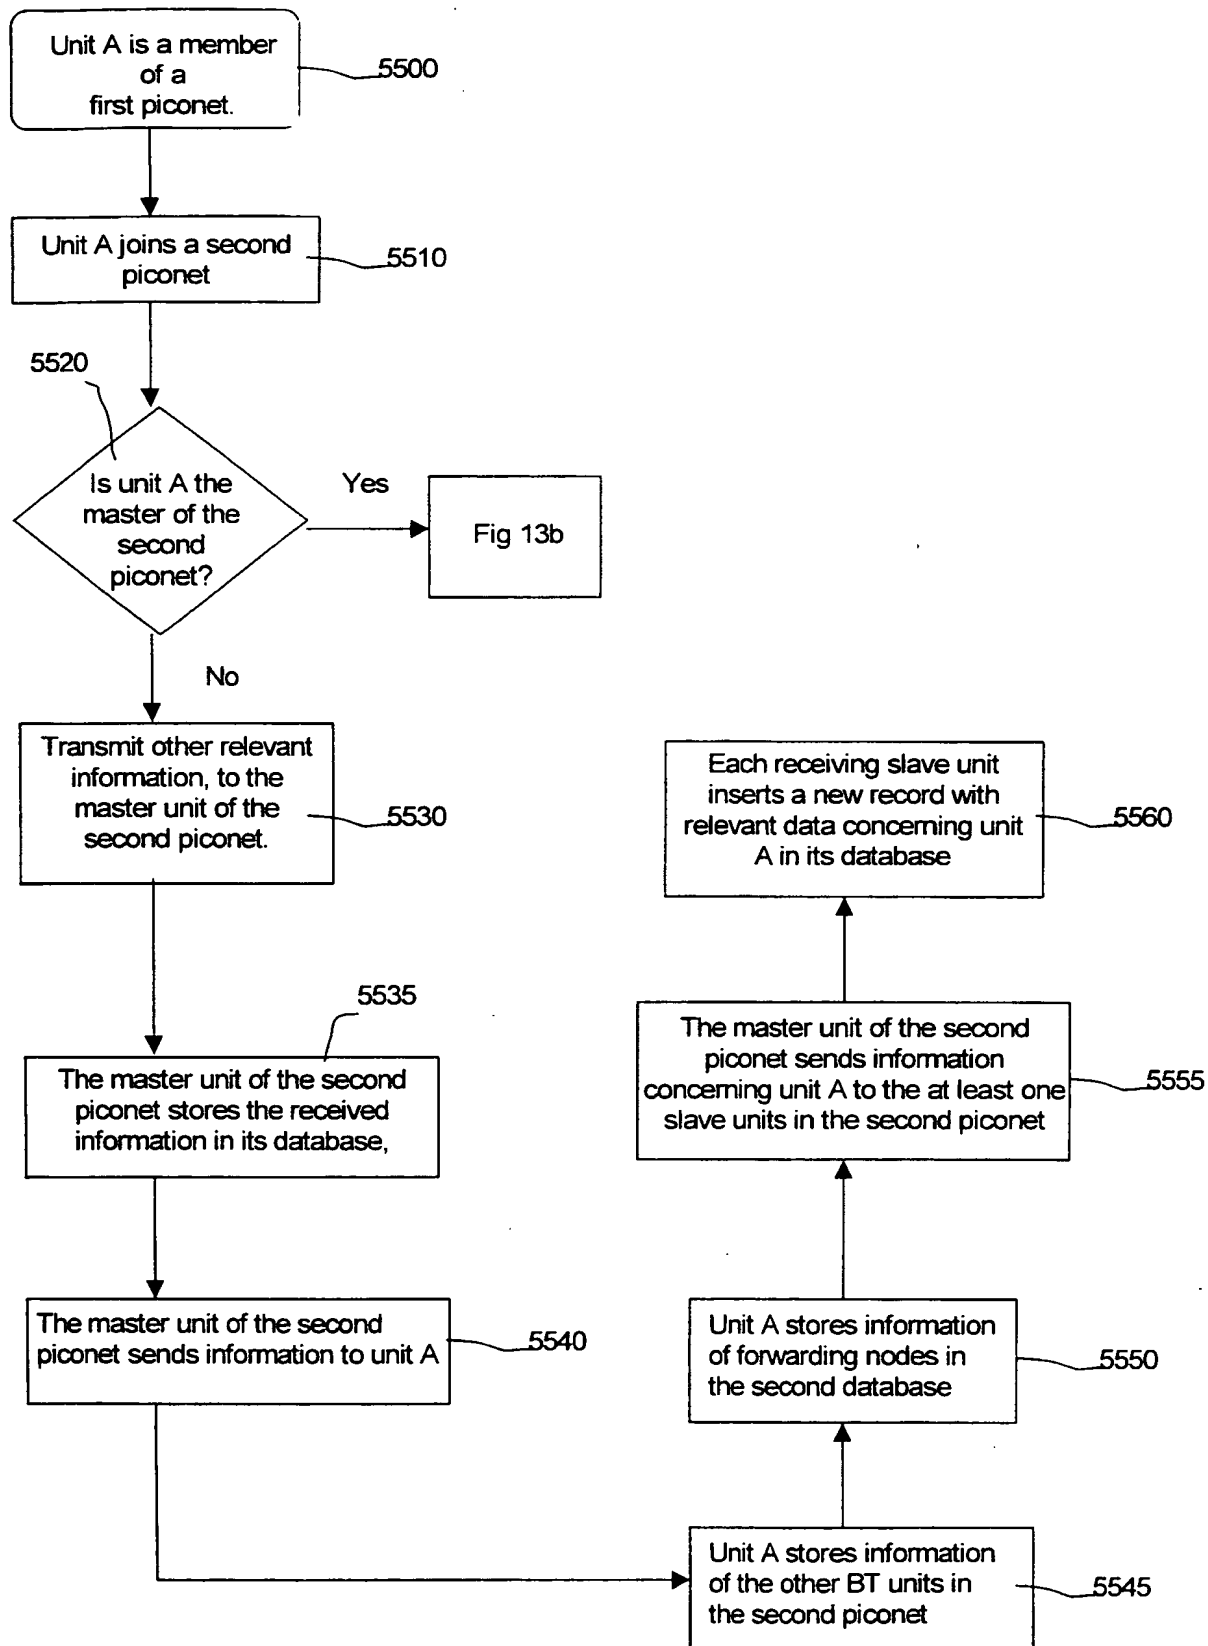 Unit A is a member
of a
first piconet.
5500
Unit A joins a second
piconet
5510
5520
Is unit A the
master of the
second
piconet?
Yes
Fig 13b
No
Transmit other relevant
information, to the
master unit of the
second piconet.
5530
5535
The master unit of the second
piconet stores the received
information in its database,
The master unit of the second
piconet sends information to unit A
5540
Unit A stores information
of the other BT units in
the second piconet
5545
Unit A stores information
of forwarding nodes in
the second database
5550
The master unit of the second
piconet sends information
concerning unit A to the at least one
slave units in the second piconet
5555
Each receiving slave unit
inserts a new record with
relevant data concerning unit
A in its database
5560